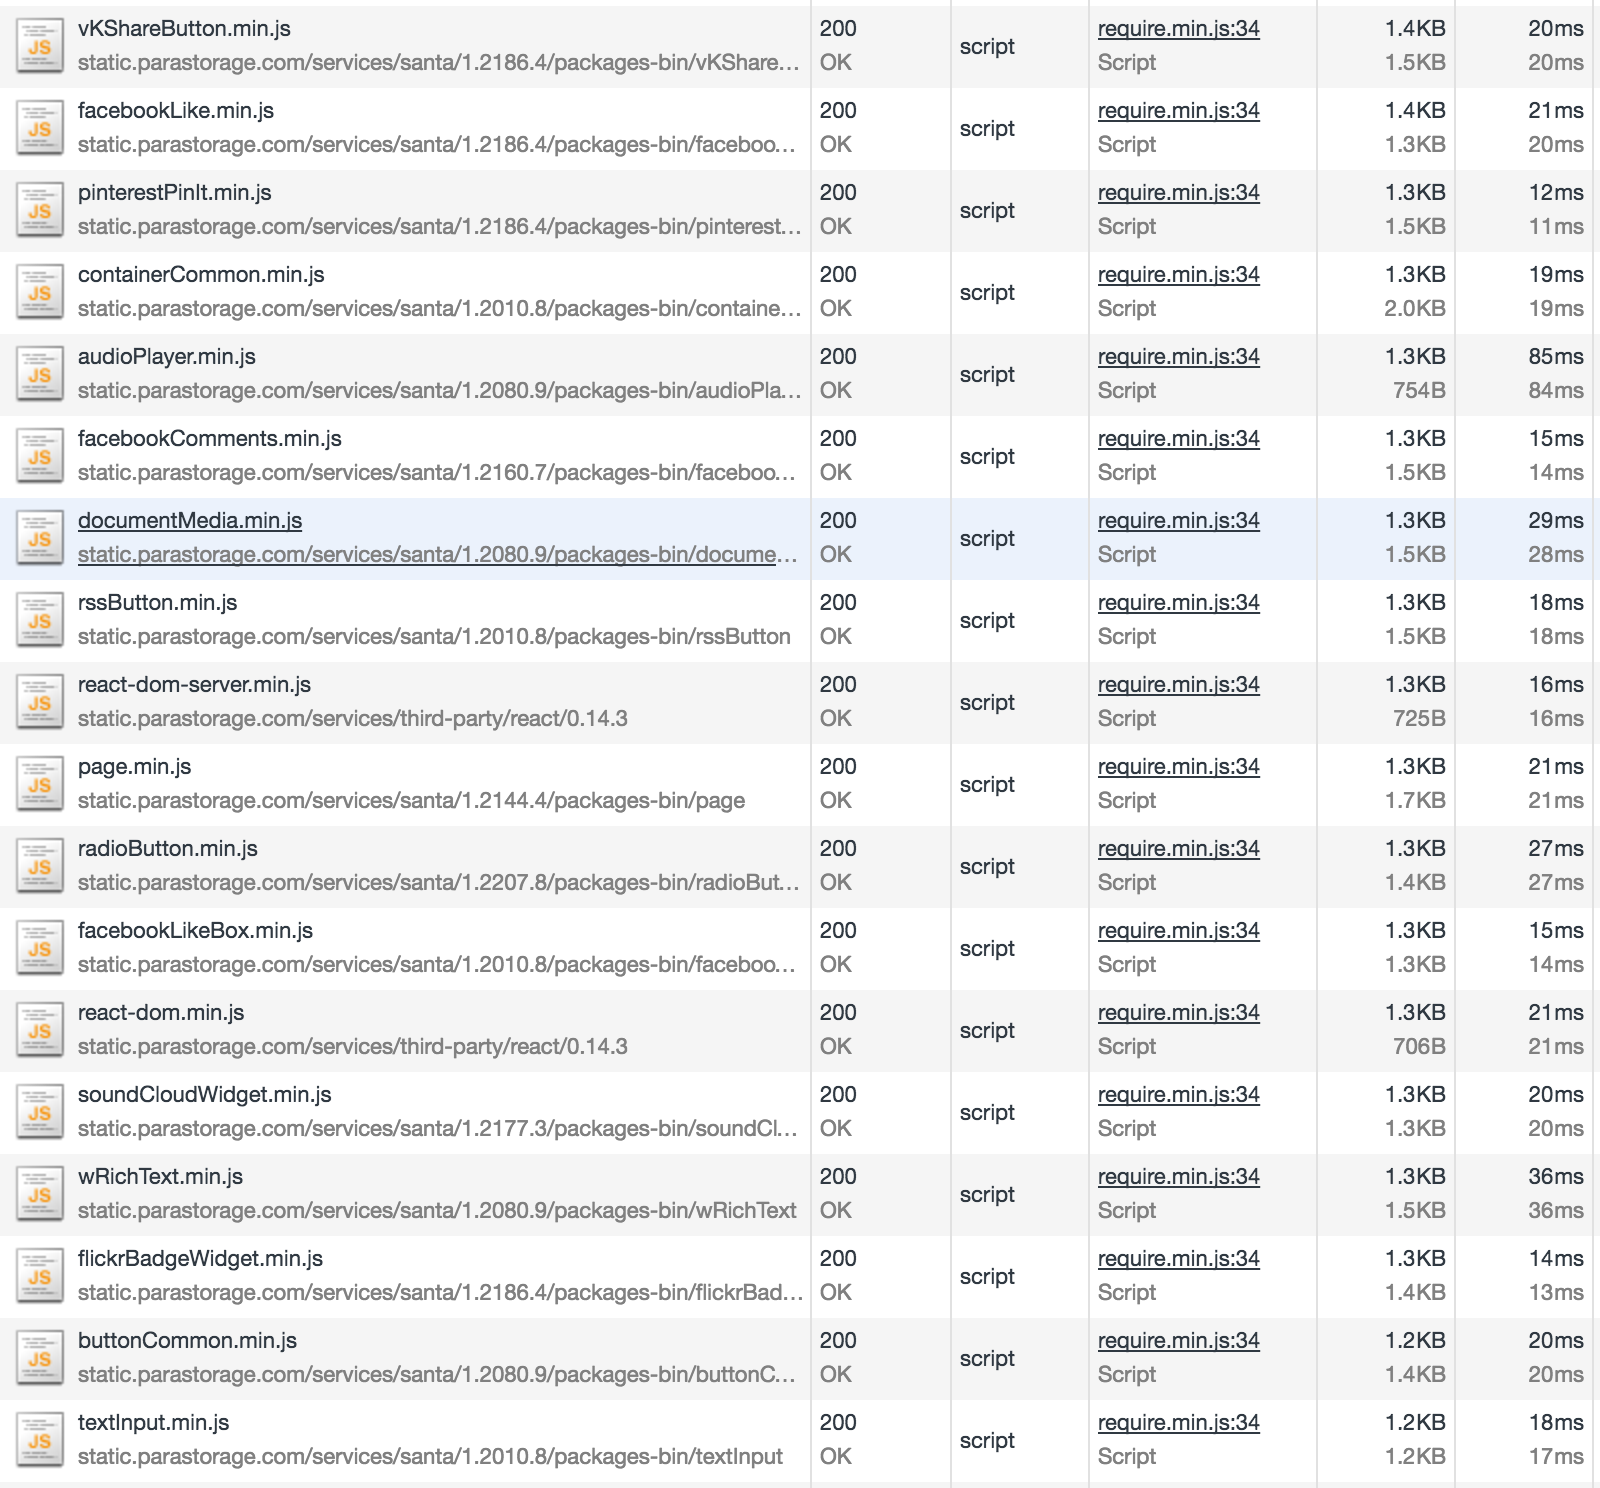 vKShareButton.min.js 200 require.min.js:34 1.4KB 20ms
JS script
static.parastorage.com/services/santa/1.2186.4/packages-bin/vKShare... OK Script 1.5KB 20ms
facebookLike.min.js 200 require.min.js:34 1.4KB 21ms
JS script
static.parastorage.com/services/santa/1.2186.4/packages-bin/faceboo... OK Script 1.3KB 20ms
pinterestPinIt.min.js 200 require.min.js:34 1.3KB 12ms
JS script
static.parastorage.com/services/santa/1.2186.4/packages-bin/pinterest... OK Script 1.5KB 11ms
containerCommon.min.js 200 require.min.js:34 1.3KB 19ms
JS script
static.parastorage.com/services/santa/1.2010.8/packages-bin/containe... OK Script 2.0KB 19ms
audioPlayer.min.js 200 require.min.js:34 1.3KB 85ms
JS script
static.parastorage.com/services/santa/1.2080.9/packages-bin/audioPla... OK Script 754B 84ms
facebookComments.min.js 200 require.min.js:34 1.3KB 15ms
JS script
static.parastorage.com/services/santa/1.2160.7/packages-bin/faceboo... OK Script 1.5KB 14ms
documentMedia.min.js 200 require.min.js:34 1.3KB 29ms
JS script
static.parastorage.com/services/santa/1.2080.9/packages-bin/docume... OK Script 1.5KB 28ms
rssButton.min.js 200 require.min.js:34 1.3KB 18ms
JS script
static.parastorage.com/services/santa/1.2010.8/packages-bin/rssButton OK Script 1.5KB 18ms
react-dom-server.min.js 200 require.min.js:34 1.3KB 16ms
JS script
static.parastorage.com/services/third-party/react/0.14.3 OK Script 725B 16ms
page.min.js 200 require.min.js:34 1.3KB 21ms
JS script
static.parastorage.com/services/santa/1.2144.4/packages-bin/page OK Script 1.7KB 21ms
radioButton.min.js 200 require.min.js:34 1.3KB 27ms
JS script
static.parastorage.com/services/santa/1.2207.8/packages-bin/radioBut... OK Script 1.4KB 27ms
facebookLikeBox.min.js 200 require.min.js:34 1.3KB 15ms
JS script
static.parastorage.com/services/santa/1.2010.8/packages-bin/faceboo... OK Script 1.3KB 14ms
react-dom.min.js 200 require.min.js:34 1.3KB 21ms
JS script
static.parastorage.com/services/third-party/react/0.14.3 OK Script 706B 21ms
soundCloudWidget.min.js 200 require.min.js:34 1.3KB 20ms
JS script
static.parastorage.com/services/santa/1.2177.3/packages-bin/soundCl... OK Script 1.3KB 20ms
wRichText.min.js 200 require.min.js:34 1.3KB 36ms
JS script
static.parastorage.com/services/santa/1.2080.9/packages-bin/wRichText OK Script 1.5KB 36ms
flickrBadgeWidget.min.js 200 require.min.js:34 1.3KB 14ms
JS script
static.parastorage.com/services/santa/1.2186.4/packages-bin/flickrBad... OK Script 1.4KB 13ms
buttonCommon.min.js 200 require.min.js:34 1.2KB 20ms
JS script
static.parastorage.com/services/santa/1.2080.9/packages-bin/buttonC... OK Script 1.4KB 20ms
textInput.min.js 200 require.min.js:34 1.2KB 18ms
JS script
static.parastorage.com/services/santa/1.2010.8/packages-bin/textInput OK Script 1.2KB 17ms